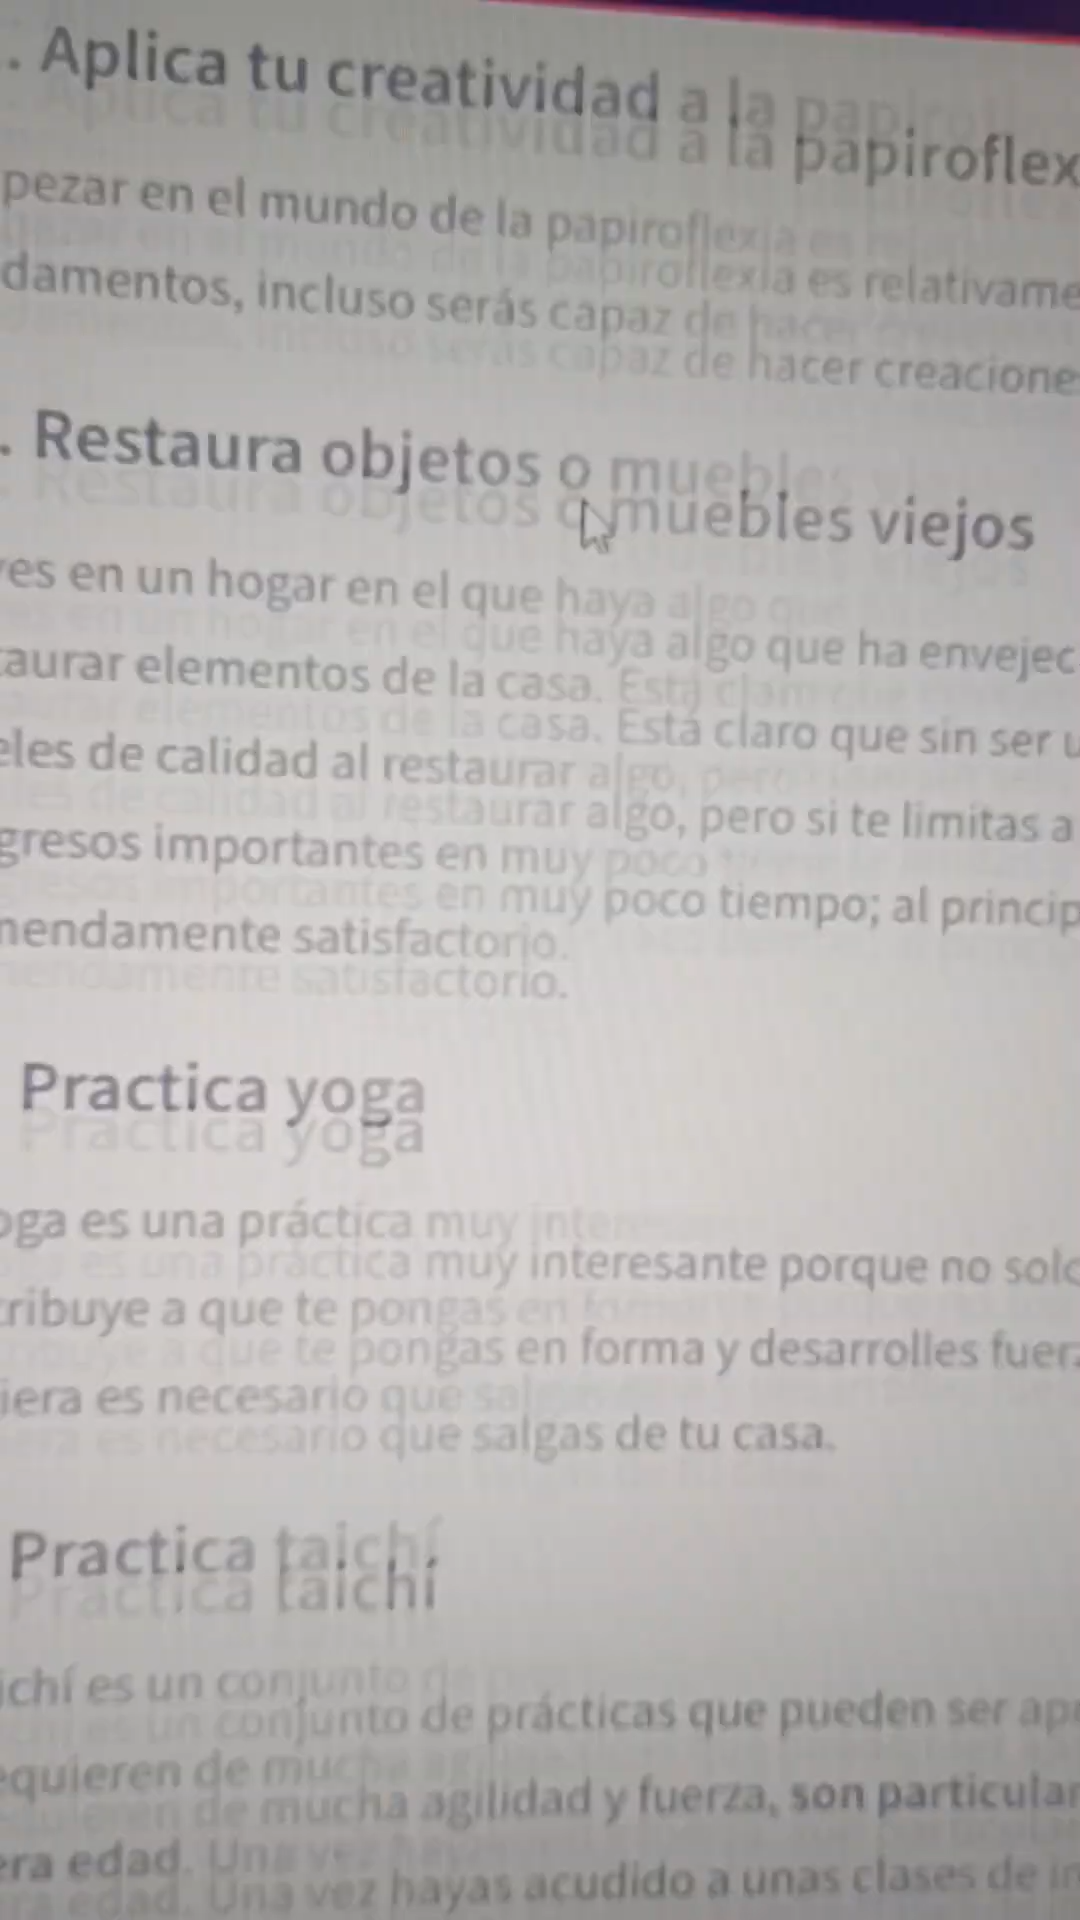 . Aplica tu creatividad a la papiroflex
pezar en el mundo de la papiroflexia es relativame
damentos, incluso serás capaz de hacer creacione
. Restaura objetos o muebles viejos
es en un hogar en el que haya algo que ha envejec
taurar elementos de la casa. Está claro que sin ser u
eles de calidad al restaurar algo, pero si te limitas a
gresos importantes en muy poco tiempo; al princip
mendamente satisfactorio.
Practica yoga
oga es una práctica muy interesante porque no solo
tribuye a que te pongas en forma y desarrolles fuerz
iera es necesario que salgas de tu casa.
Practica taichí
ichí es un conjunto de prácticas que pueden ser apr
equieren de mucha agilidad y fuerza, son particular
era edad. Una vez hayas acudido a unas clases de in